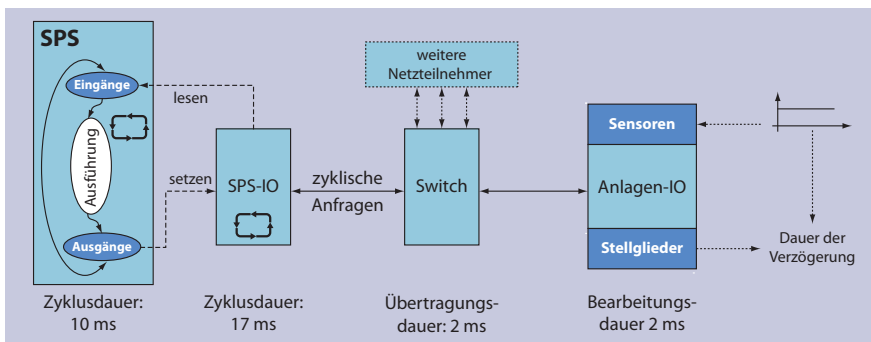 SPS
Eingänge
Ausführung
Ausgänge
lesen
setzen
SPS-IO
zyklische
Anfragen
weitere
Netzteilnehmer
Switch
Sensoren
Anlagen-IO
Stellglieder
Dauer der
Verzögerung
Zyklusdauer:
10 ms
Zyklusdauer:
17 ms
Übertragungs-
dauer: 2 ms
Bearbeitungs-
dauer 2 ms